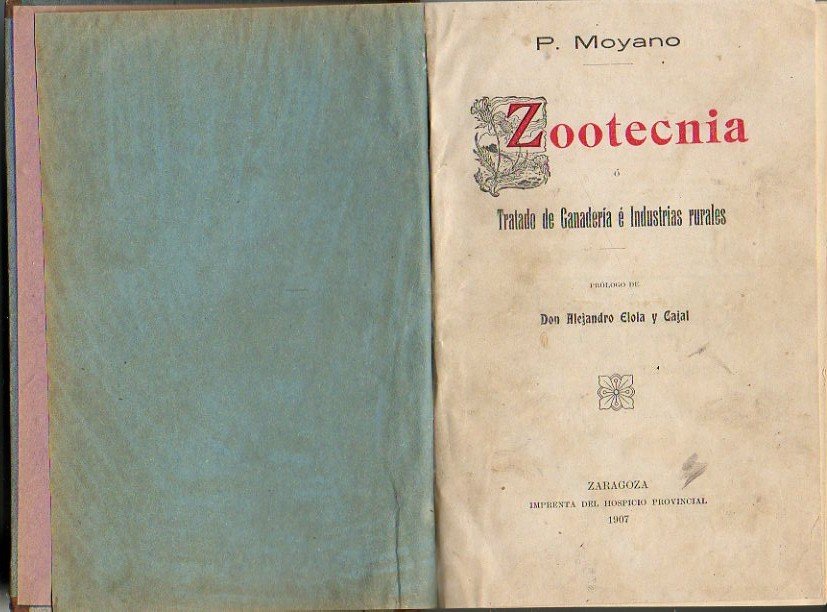 P. Moyano
Zootecnia
ó
Tratado de Ganadería é Industrias rurales
PRÓLOGO DE
Don Alejandro Elola y Cajal
ZARAGOZA
IMPRENTA DEL HOSPICIO PROVINCIAL
1907